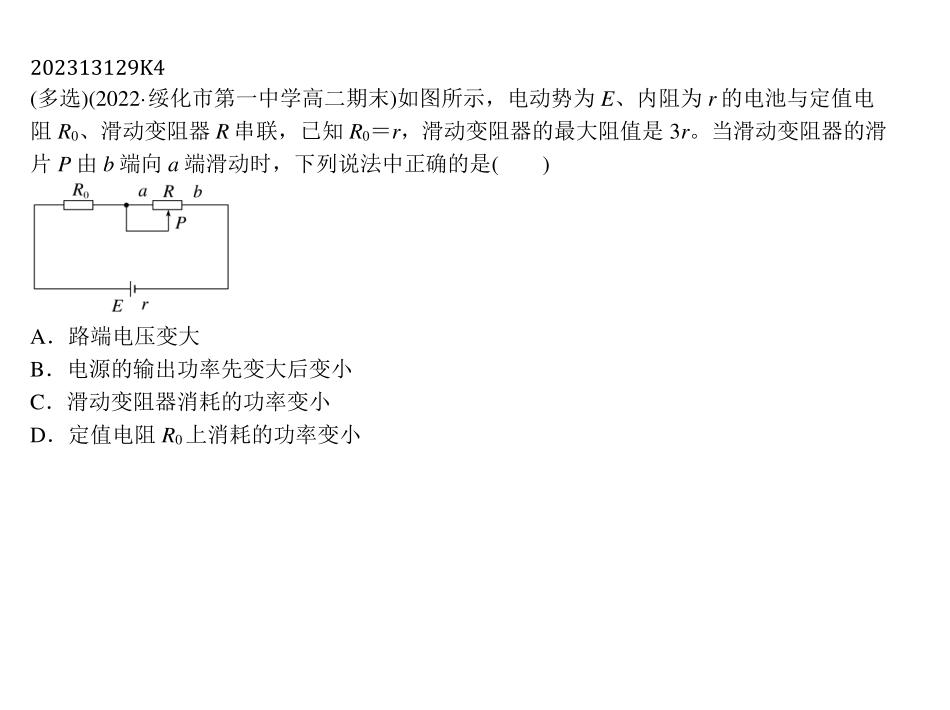 202313129K4
(多选)(2022·绥化市第一中学高二期末)如图所示，电动势为 E、内阻为 r 的电池与定值电
阻 R₀、滑动变阻器 R 串联，已知 R₀＝r，滑动变阻器的最大阻值是 3r。当滑动变阻器的滑
片 P 由 b 端向 a 端滑动时，下列说法中正确的是(　　)
R₀ a R b
P
E r
A．路端电压变大
B．电源的输出功率先变大后变小
C．滑动变阻器消耗的功率变小
D．定值电阻 R₀上消耗的功率变小